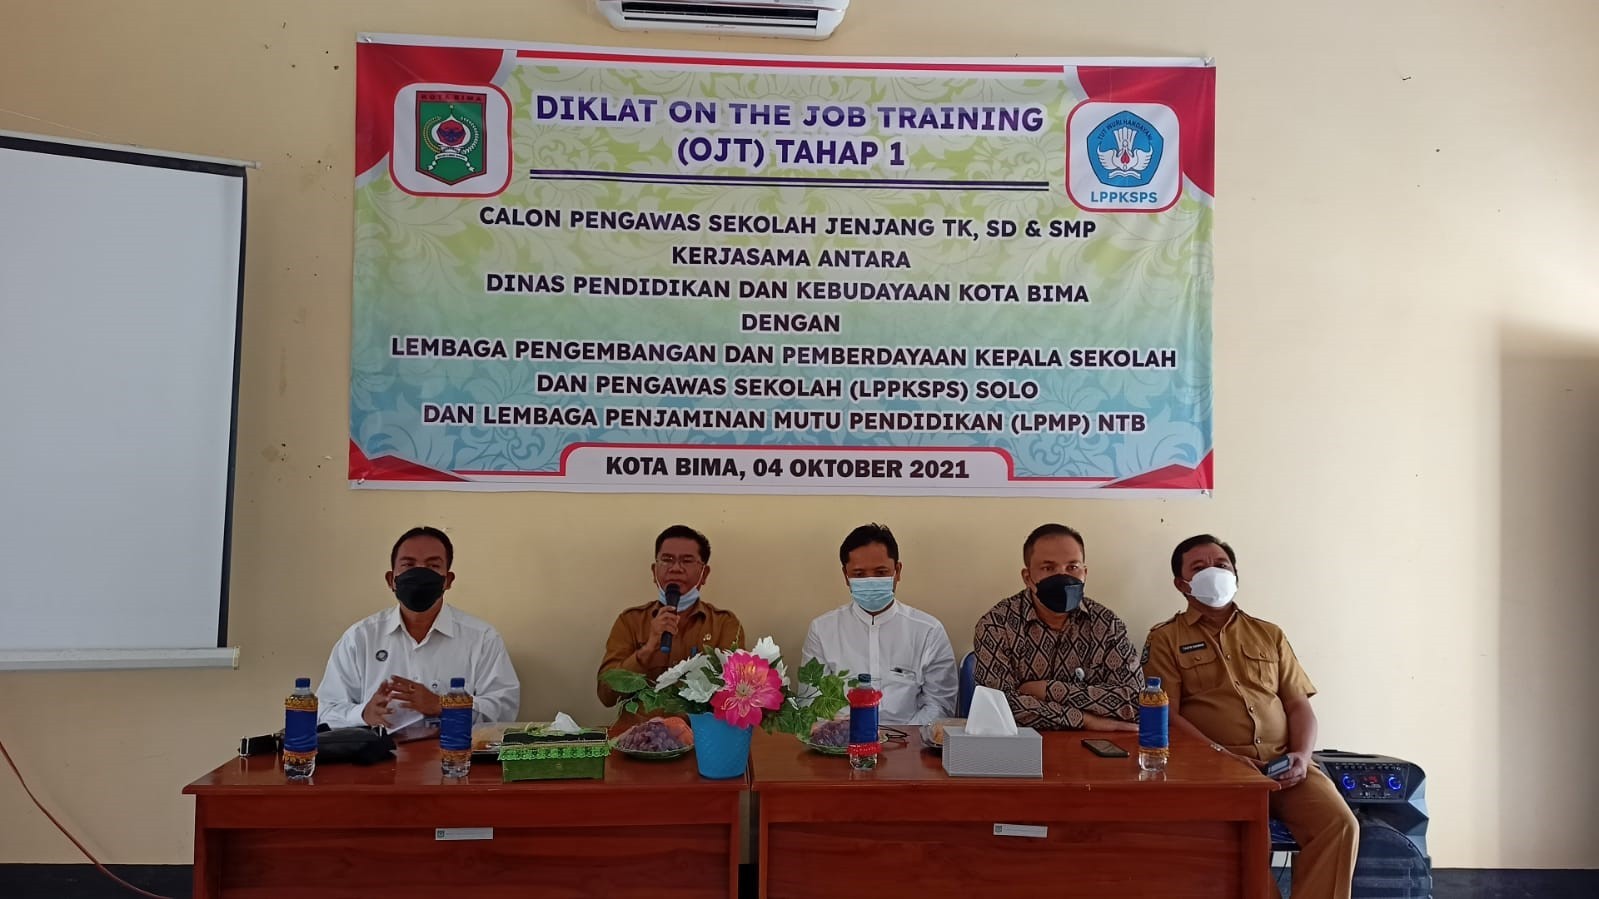 KOTA BIMA
TUT WURI HANDAYANI
LPPKSPS
DIKLAT ON THE JOB TRAINING
(OJT) TAHAP 1
CALON PENGAWAS SEKOLAH JENJANG TK, SD & SMP
KERJASAMA ANTARA
DINAS PENDIDIKAN DAN KEBUDAYAAN KOTA BIMA
DENGAN
LEMBAGA PENGEMBANGAN DAN PEMBERDAYAAN KEPALA SEKOLAH
DAN PENGAWAS SEKOLAH (LPPKSPS) SOLO
DAN LEMBAGA PENJAMINAN MUTU PENDIDIKAN (LPMP) NTB
KOTA BIMA, 04 OKTOBER 2021